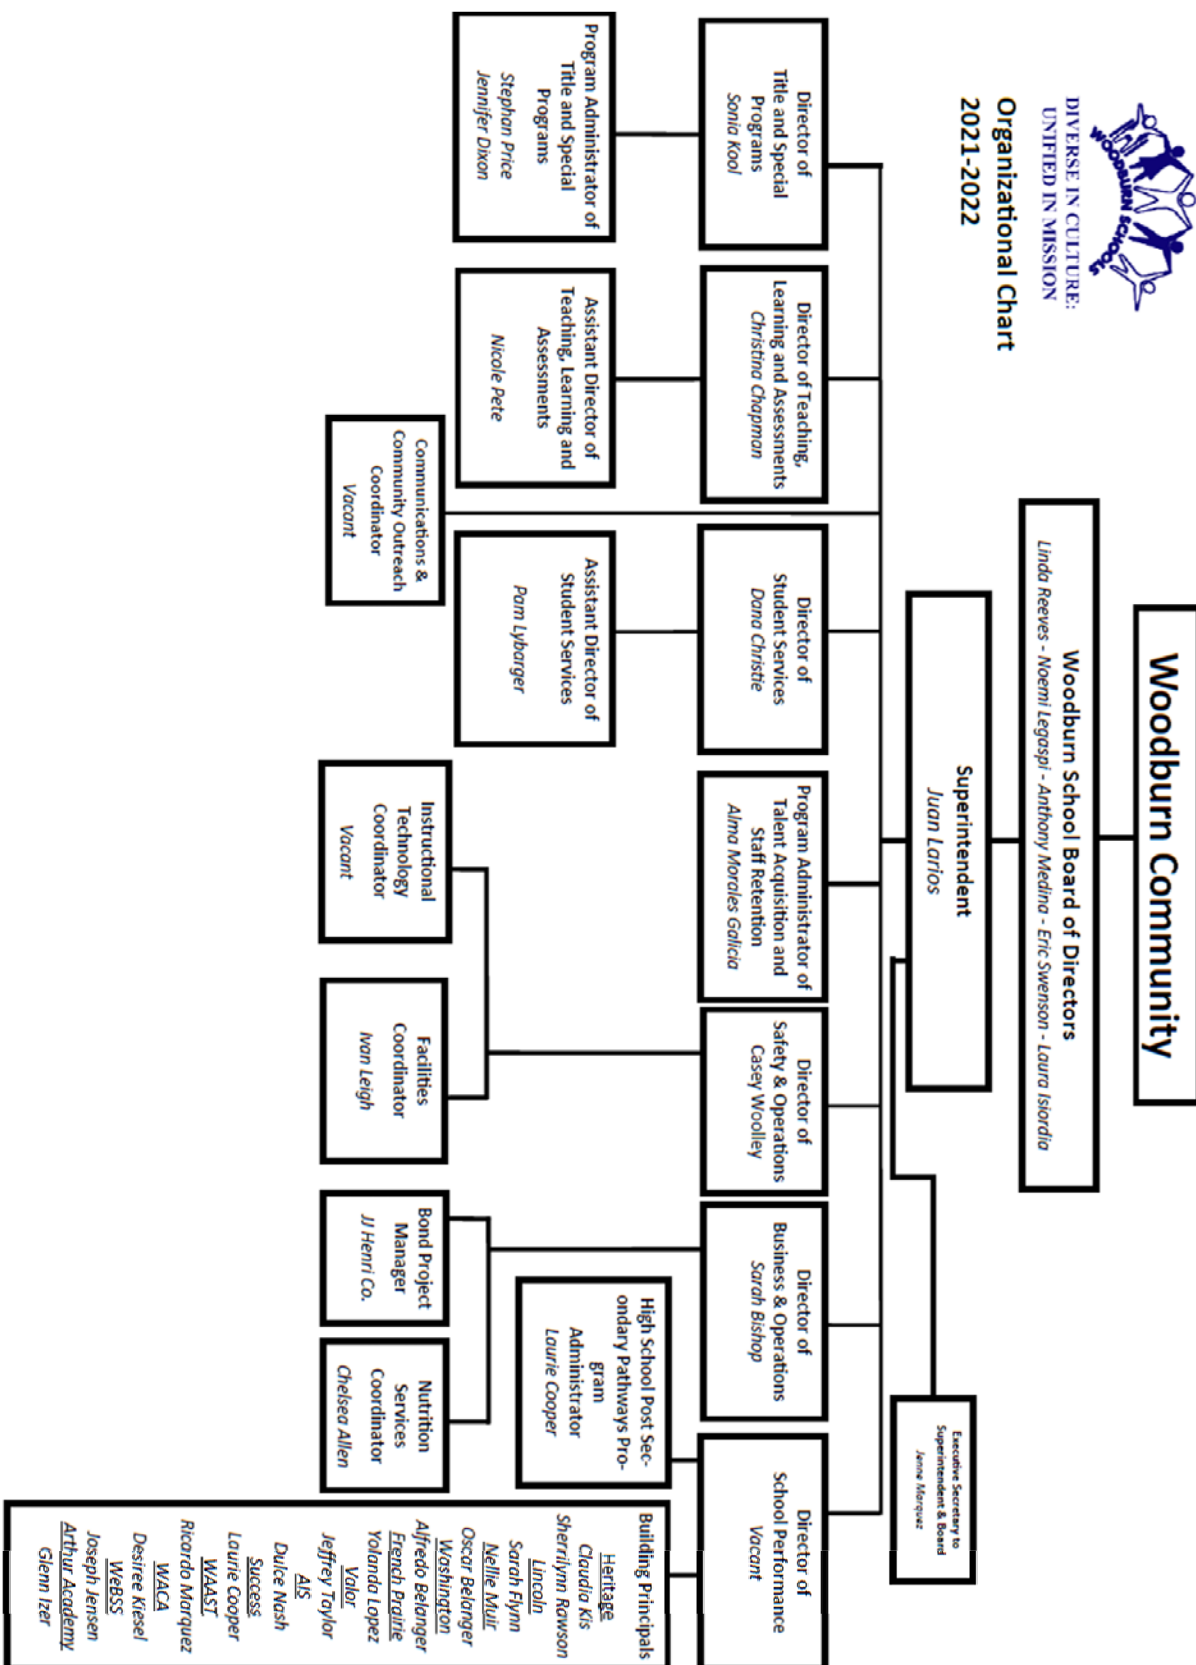 WOODBURN SCHOOLS
DIVERSE IN CULTURE:
UNIFIED IN MISSION
Organizational Chart
2021-2022
Woodburn Community
Woodburn School Board of Directors
Linda Reeves - Noemi Legaspi - Anthony Medina - Eric Swenson - Laura Isiordia
Superintendent
Juan Larios
Executive Secretary to
Superintendent & Board
Jenne Marquez
Director of
Title and Special
Programs
Sonia Kool
Director of Teaching,
Learning and Assessments
Christina Chapman
Director of
Student Services
Dana Christie
Program Administrator of
Talent Acquisition and
Staff Retention
Alma Morales Galicia
Director of
Safety & Operations
Casey Woolley
Director of
Business & Operations
Sarah Bishop
Director of
School Performance
Vacant
Program Administrator of
Title and Special
Programs
Stephan Price
Jennifer Dixon
Assistant Director of
Teaching, Learning and
Assessments
Nicole Pete
Assistant Director of
Student Services
Pam Lybarger
High School Post Sec-
ondary Pathways Pro-
gram
Administrator
Laurie Cooper
Communications &
Community Outreach
Coordinator
Vacant
Instructional
Technology
Coordinator
Vacant
Facilities
Coordinator
Ivan Leigh
Bond Project
Manager
JJ Henri Co.
Nutrition
Services
Coordinator
Chelsea Allen
Building Principals
Heritage
Claudia Kis
Sherrilynn Rawson
Lincoln
Sarah Flynn
Nellie Muir
Oscar Belanger
Washington
Alfredo Belanger
French Prairie
Yolanda Lopez
Valor
Jeffrey Taylor
AIS
Dulce Nash
Success
Laurie Cooper
WAAST
Ricardo Marquez
WACA
Desiree Kiesel
WeBSS
Joseph Jensen
Arthur Academy
Glenn Izer